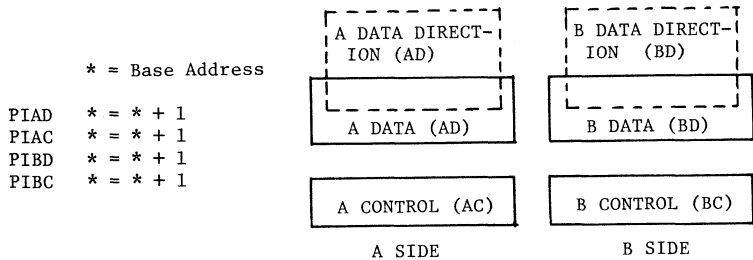 * = Base Address
PIAD * = * + 1
PIAC * = * + 1
PIBD * = * + 1
PIBC * = * + 1
A DATA DIRECT-
ION (AD)
A DATA (AD)
A CONTROL (AC)
A SIDE
B DATA DIRECT-
ION (BD)
B DATA (BD)
B CONTROL (BC)
B SIDE